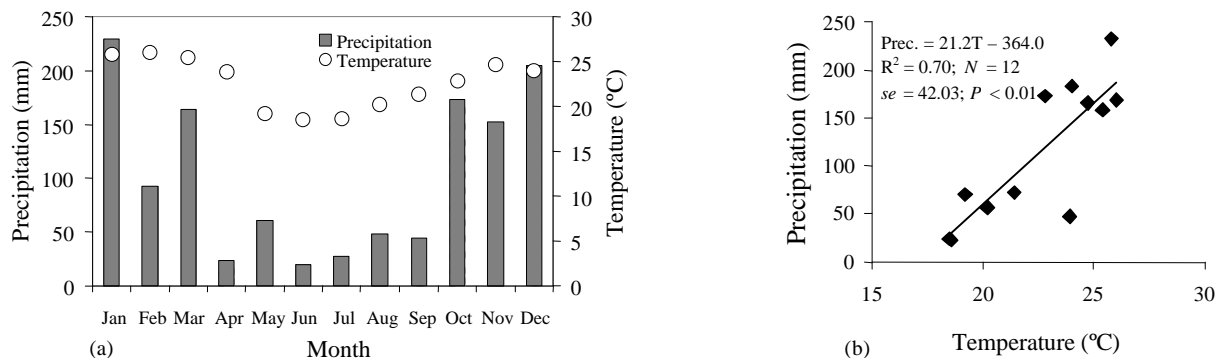 250
200
150
100
50
0
Precipitation (mm)
Precipitation
Temperature
30
25
20
15
10
5
0
Temperature (ºC)
Jan Feb Mar Apr May Jun Jul Aug Sep Oct Nov Dec
(a)
Month
250
200
150
100
50
0
Precipitation (mm)
Prec. = 21.2T – 364.0
R² = 0.70; N = 12
se = 42.03; P < 0.01
15 20 25 30
(b)
Temperature (ºC)